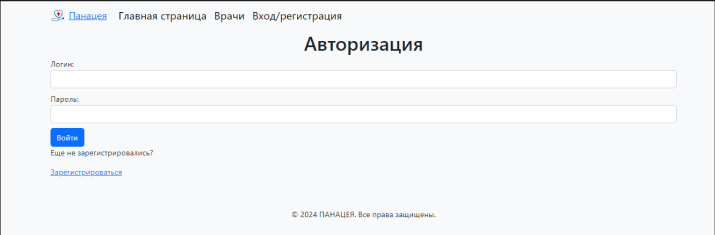 Панацея Главная страница Врачи Вход/регистрация
Авторизация
Логин:
Пароль:
Войти
Еще не зарегистрировались?
Зарегистрироваться
© 2024 ПАНАЦЕЯ. Все права защищены.